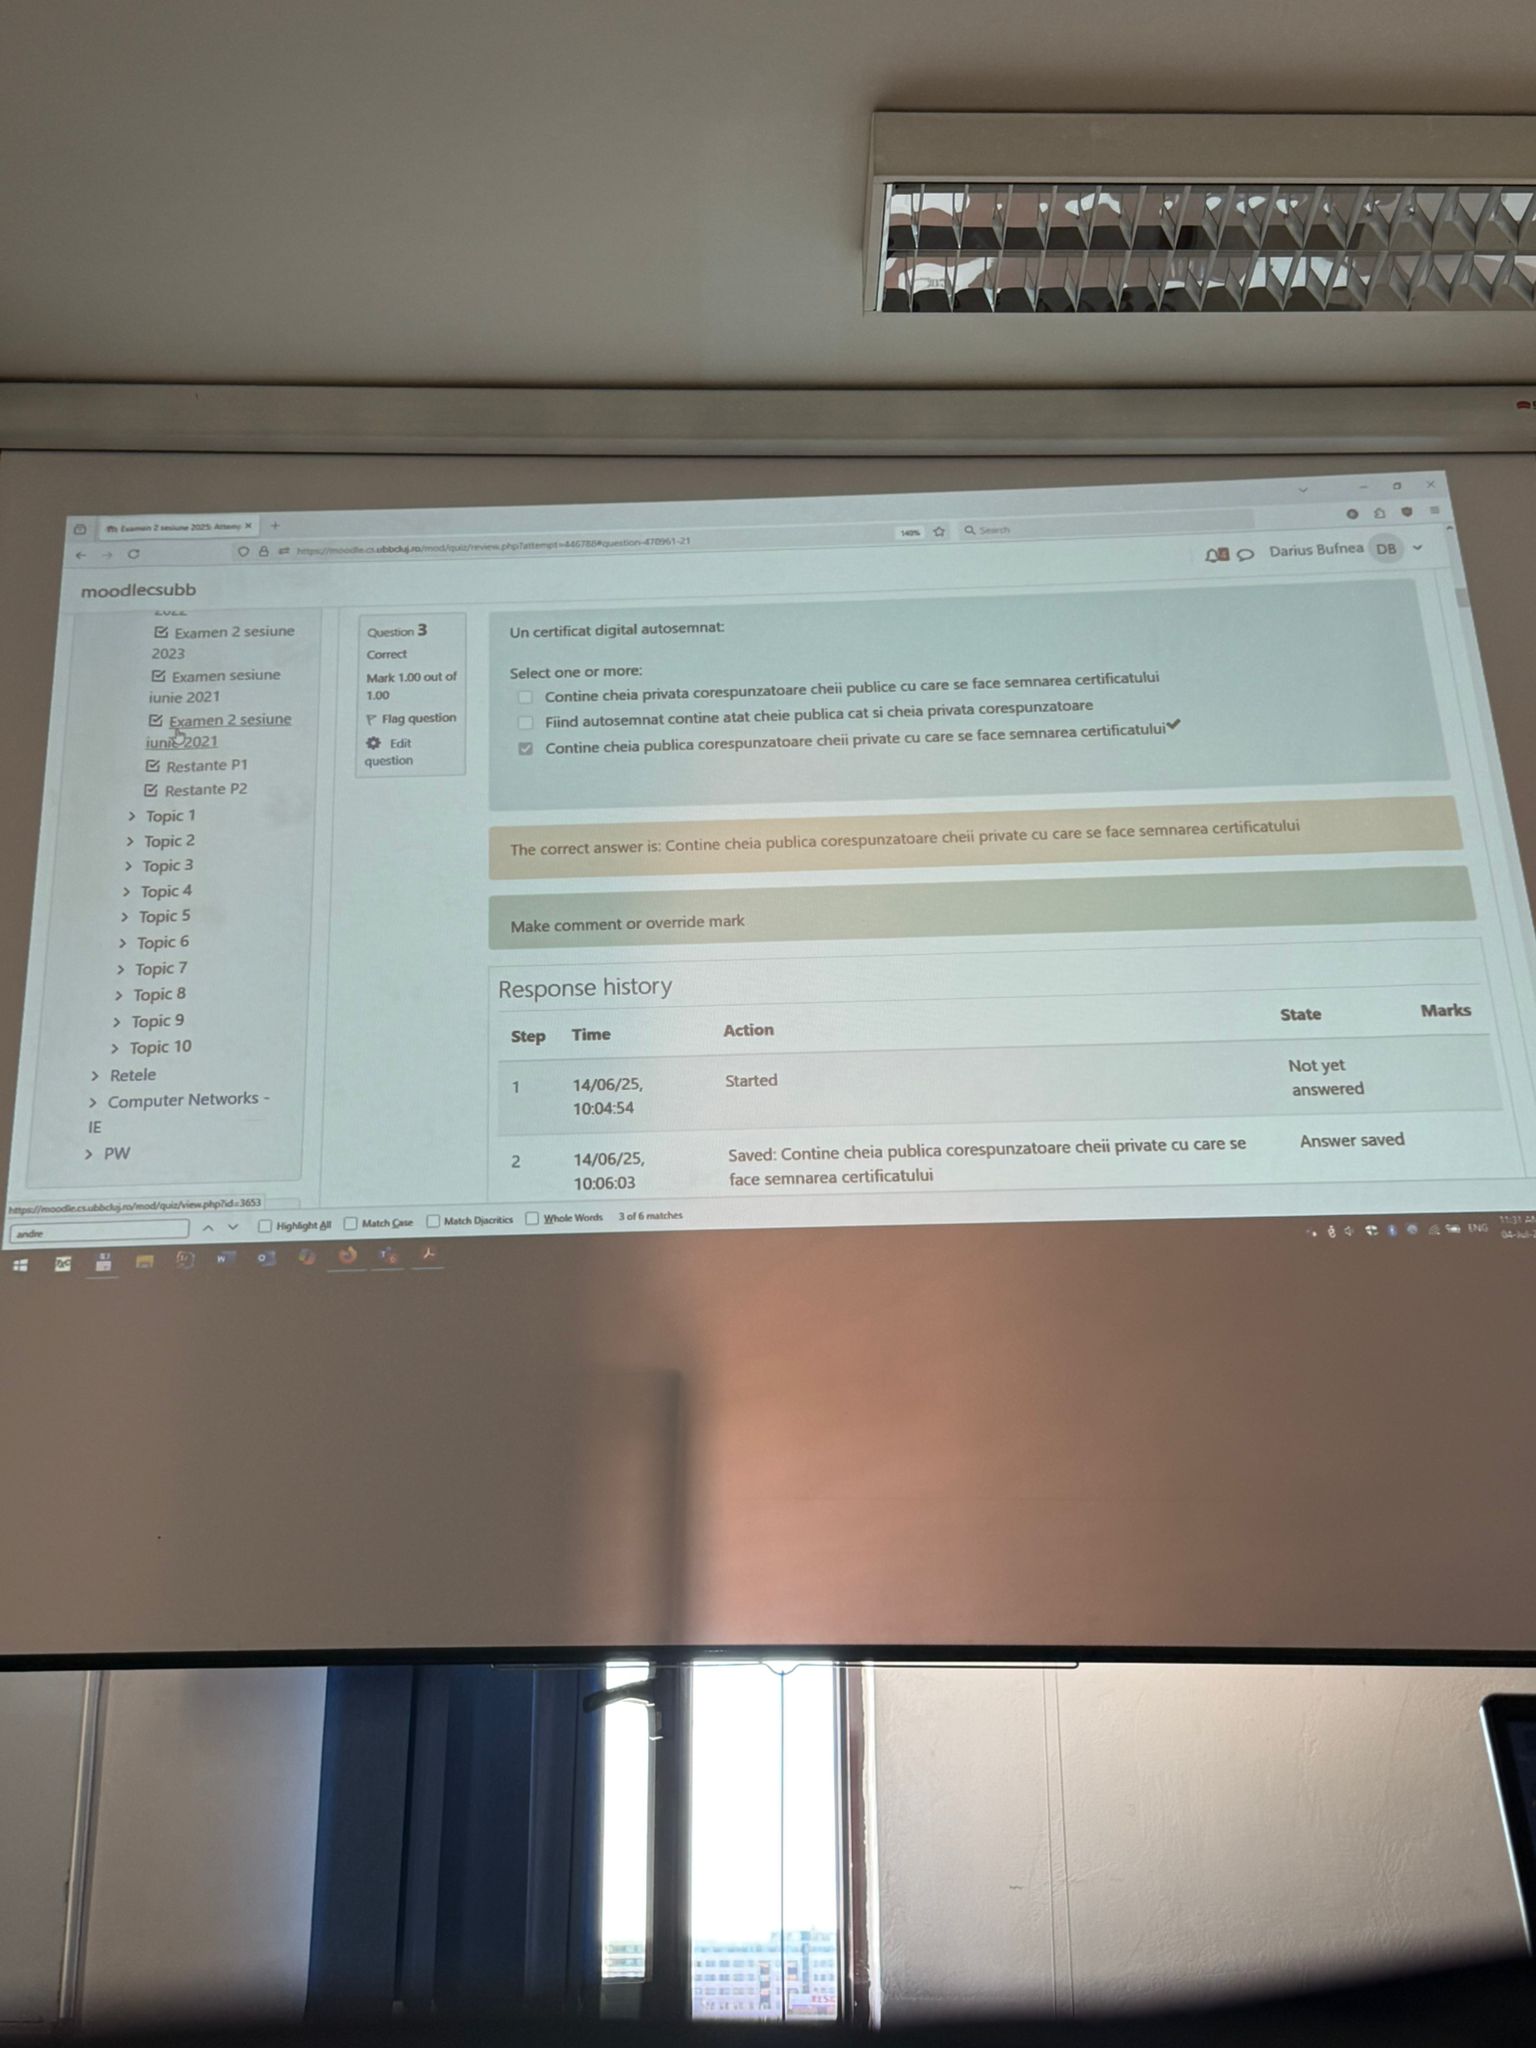 Examen 2 sesiune 2025: Attemp
https://moodle.cs.ubbcluj.ro/mod/quiz/review.php?attempt=446788#question-470961-21
140%
Search
moodlecsubb
Darius Bufnea DB
2022
Examen 2 sesiune
2023
Examen sesiune
iunie 2021
Examen 2 sesiune
iunie 2021
Restante P1
Restante P2
Topic 1
Topic 2
Topic 3
Topic 4
Topic 5
Topic 6
Topic 7
Topic 8
Topic 9
Topic 10
Retele
Computer Networks -
IE
PW
Question 3
Correct
Mark 1.00 out of
1.00
Flag question
Edit
question
Un certificat digital autosemnat:
Select one or more:
Contine cheia privata corespunzatoare cheii publice cu care se face semnarea certificatului
Fiind autosemnat contine atat cheie publica cat si cheia privata corespunzatoare
Contine cheia publica corespunzatoare cheii private cu care se face semnarea certificatului
The correct answer is: Contine cheia publica corespunzatoare cheii private cu care se face semnarea certificatului
Make comment or override mark
Response history
Step Time Action State Marks
1 14/06/25, Started Not yet
10:04:54 answered
2 14/06/25, Saved: Contine cheia publica corespunzatoare cheii private cu care se Answer saved
10:06:03 face semnarea certificatului
https://moodle.cs.ubbcluj.ro/mod/quiz/view.php?id=3653
andre
Highlight All
Match Case
Match Diacritics
Whole Words
3 of 6 matches
ENG
11:31